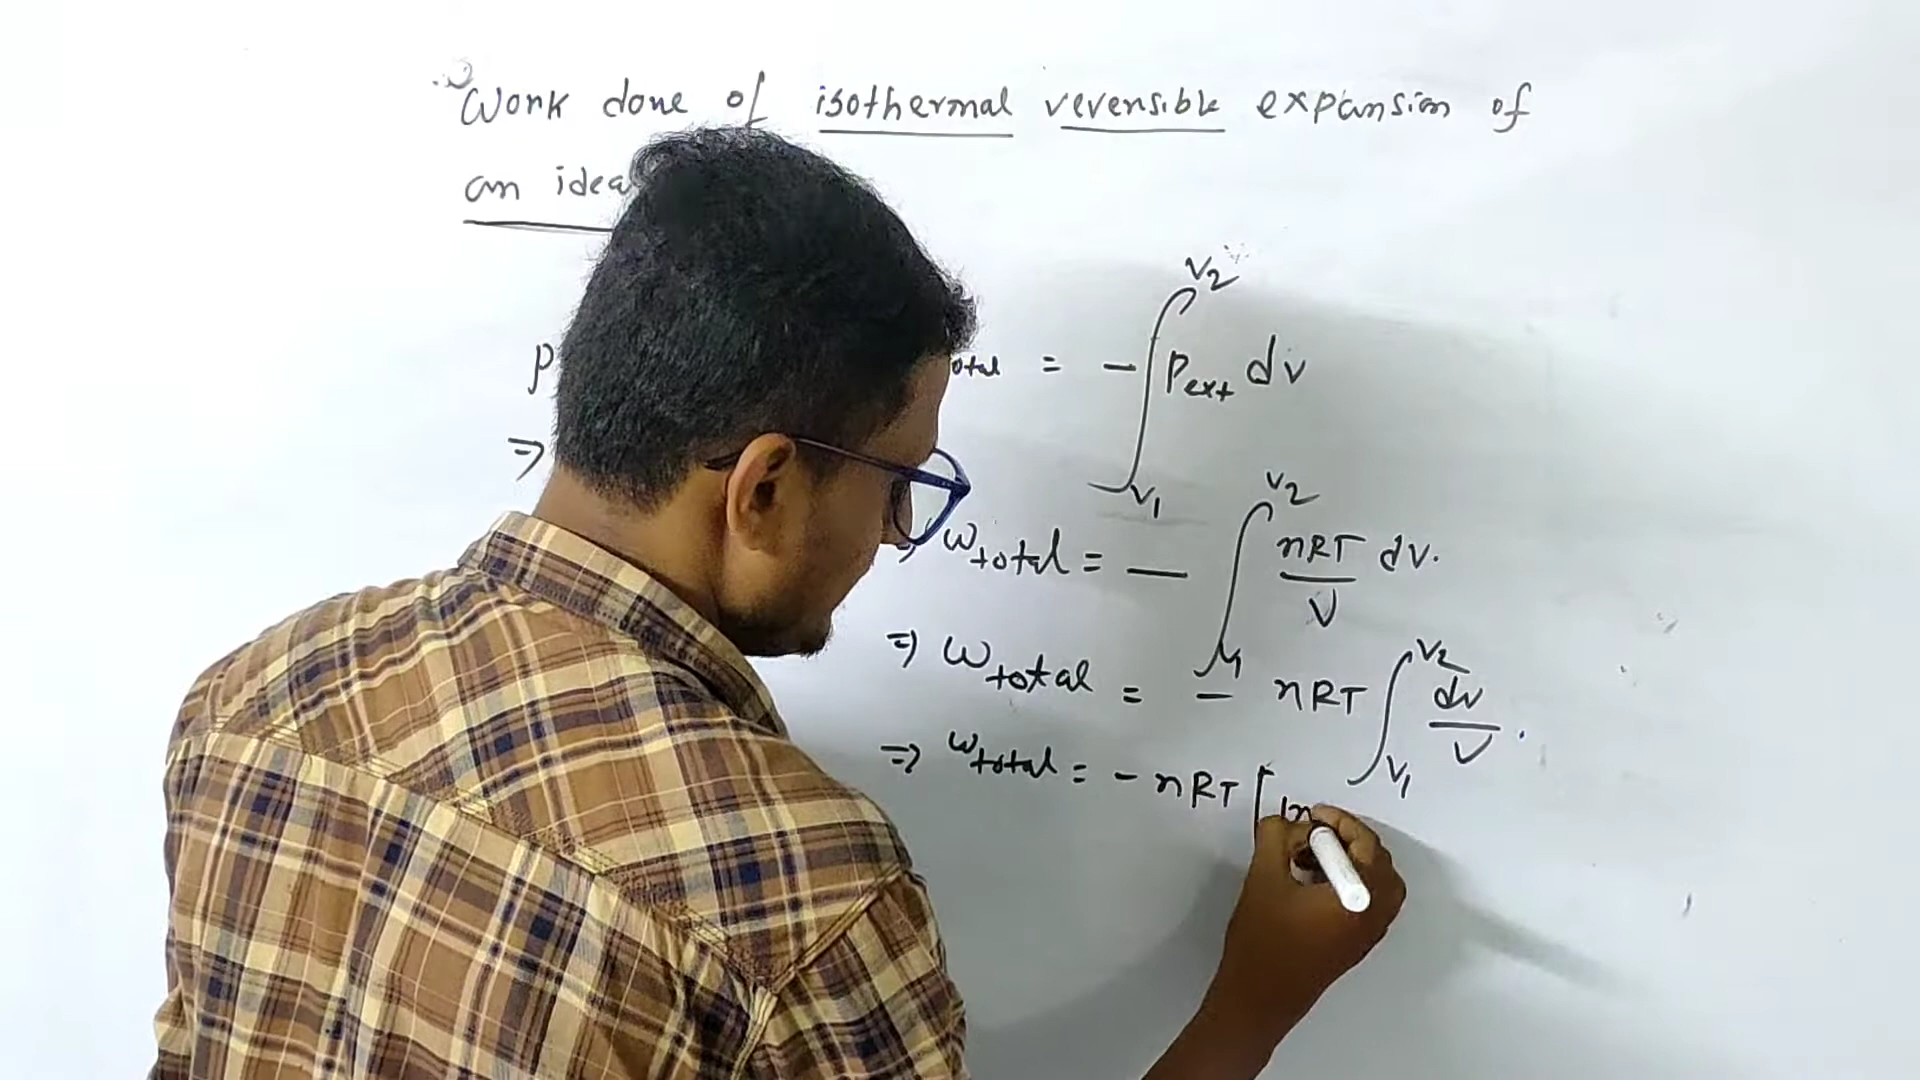 Work done of isothermal reversible expansion of
an idea
P
otal = - ∫ V2 V1 Pext dv
⇒
⇒ Wtotal = - ∫ V2 V1 nRT/V dv.
⇒ Wtotal = - nRT ∫ V2 V1 dv/V .
⇒ Wtotal = - nRT [ln